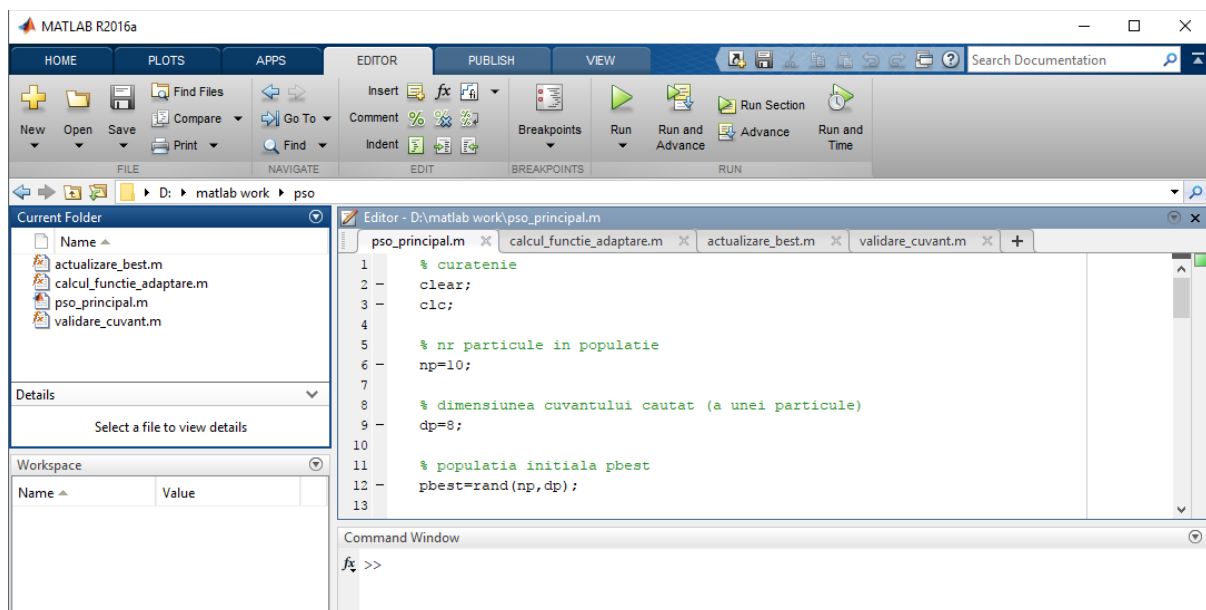 MATLAB R2016a
HOME PLOTS APPS EDITOR PUBLISH VIEW Search Documentation
New Open Save Find Files Compare Print
FILE
Go To Find
NAVIGATE
Insert fx
Comment
Indent
EDIT
Breakpoints
BREAKPOINTS
Run Run and Advance Run Section Advance Run and Time
RUN
D: matlab work pso
Current Folder
Name
actualizare_best.m
calcul_functie_adaptare.m
pso_principal.m
validare_cuvant.m
Details
Select a file to view details
Workspace
Name Value
Editor - D:\matlab work\pso_principal.m
pso_principal.m calcul_functie_adaptare.m actualizare_best.m validare_cuvant.m
1 % curatenie
2 - clear;
3 - clc;
4
5 % nr particule in populatie
6 - np=10;
7
8 % dimensiunea cuvantului cautat (a unei particule)
9 - dp=8;
10
11 % populatia initiala pbest
12 - pbest=rand(np,dp);
13
Command Window
fx >>